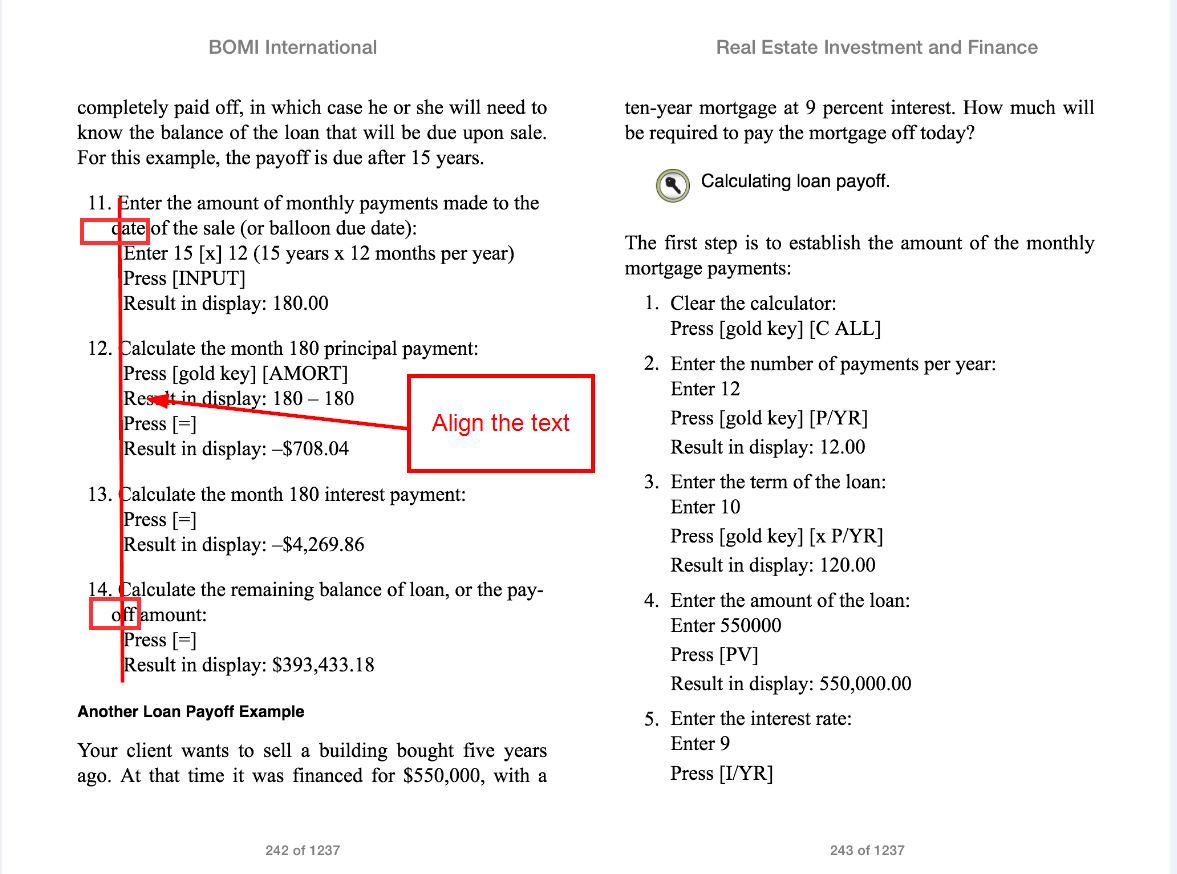 BOMI International
completely paid off, in which case he or she will need to
know the balance of the loan that will be due upon sale.
For this example, the payoff is due after 15 years.
11. Enter the amount of monthly payments made to the
date of the sale (or balloon due date):
Enter 15 [x] 12 (15 years x 12 months per year)
Press [INPUT]
Result in display: 180.00
12. Calculate the month 180 principal payment:
Press [gold key] [AMORT]
Result in display: 180 – 180
Press [=]
Result in display: –$708.04
Align the text
13. Calculate the month 180 interest payment:
Press [=]
Result in display: –$4,269.86
14. Calculate the remaining balance of loan, or the pay-
off amount:
Press [=]
Result in display: $393,433.18
Another Loan Payoff Example
Your client wants to sell a building bought five years
ago. At that time it was financed for $550,000, with a
242 of 1237
Real Estate Investment and Finance
ten-year mortgage at 9 percent interest. How much will
be required to pay the mortgage off today?
Calculating loan payoff.
The first step is to establish the amount of the monthly
mortgage payments:
1. Clear the calculator:
Press [gold key] [C ALL]
2. Enter the number of payments per year:
Enter 12
Press [gold key] [P/YR]
Result in display: 12.00
3. Enter the term of the loan:
Enter 10
Press [gold key] [x P/YR]
Result in display: 120.00
4. Enter the amount of the loan:
Enter 550000
Press [PV]
Result in display: 550,000.00
5. Enter the interest rate:
Enter 9
Press [I/YR]
243 of 1237